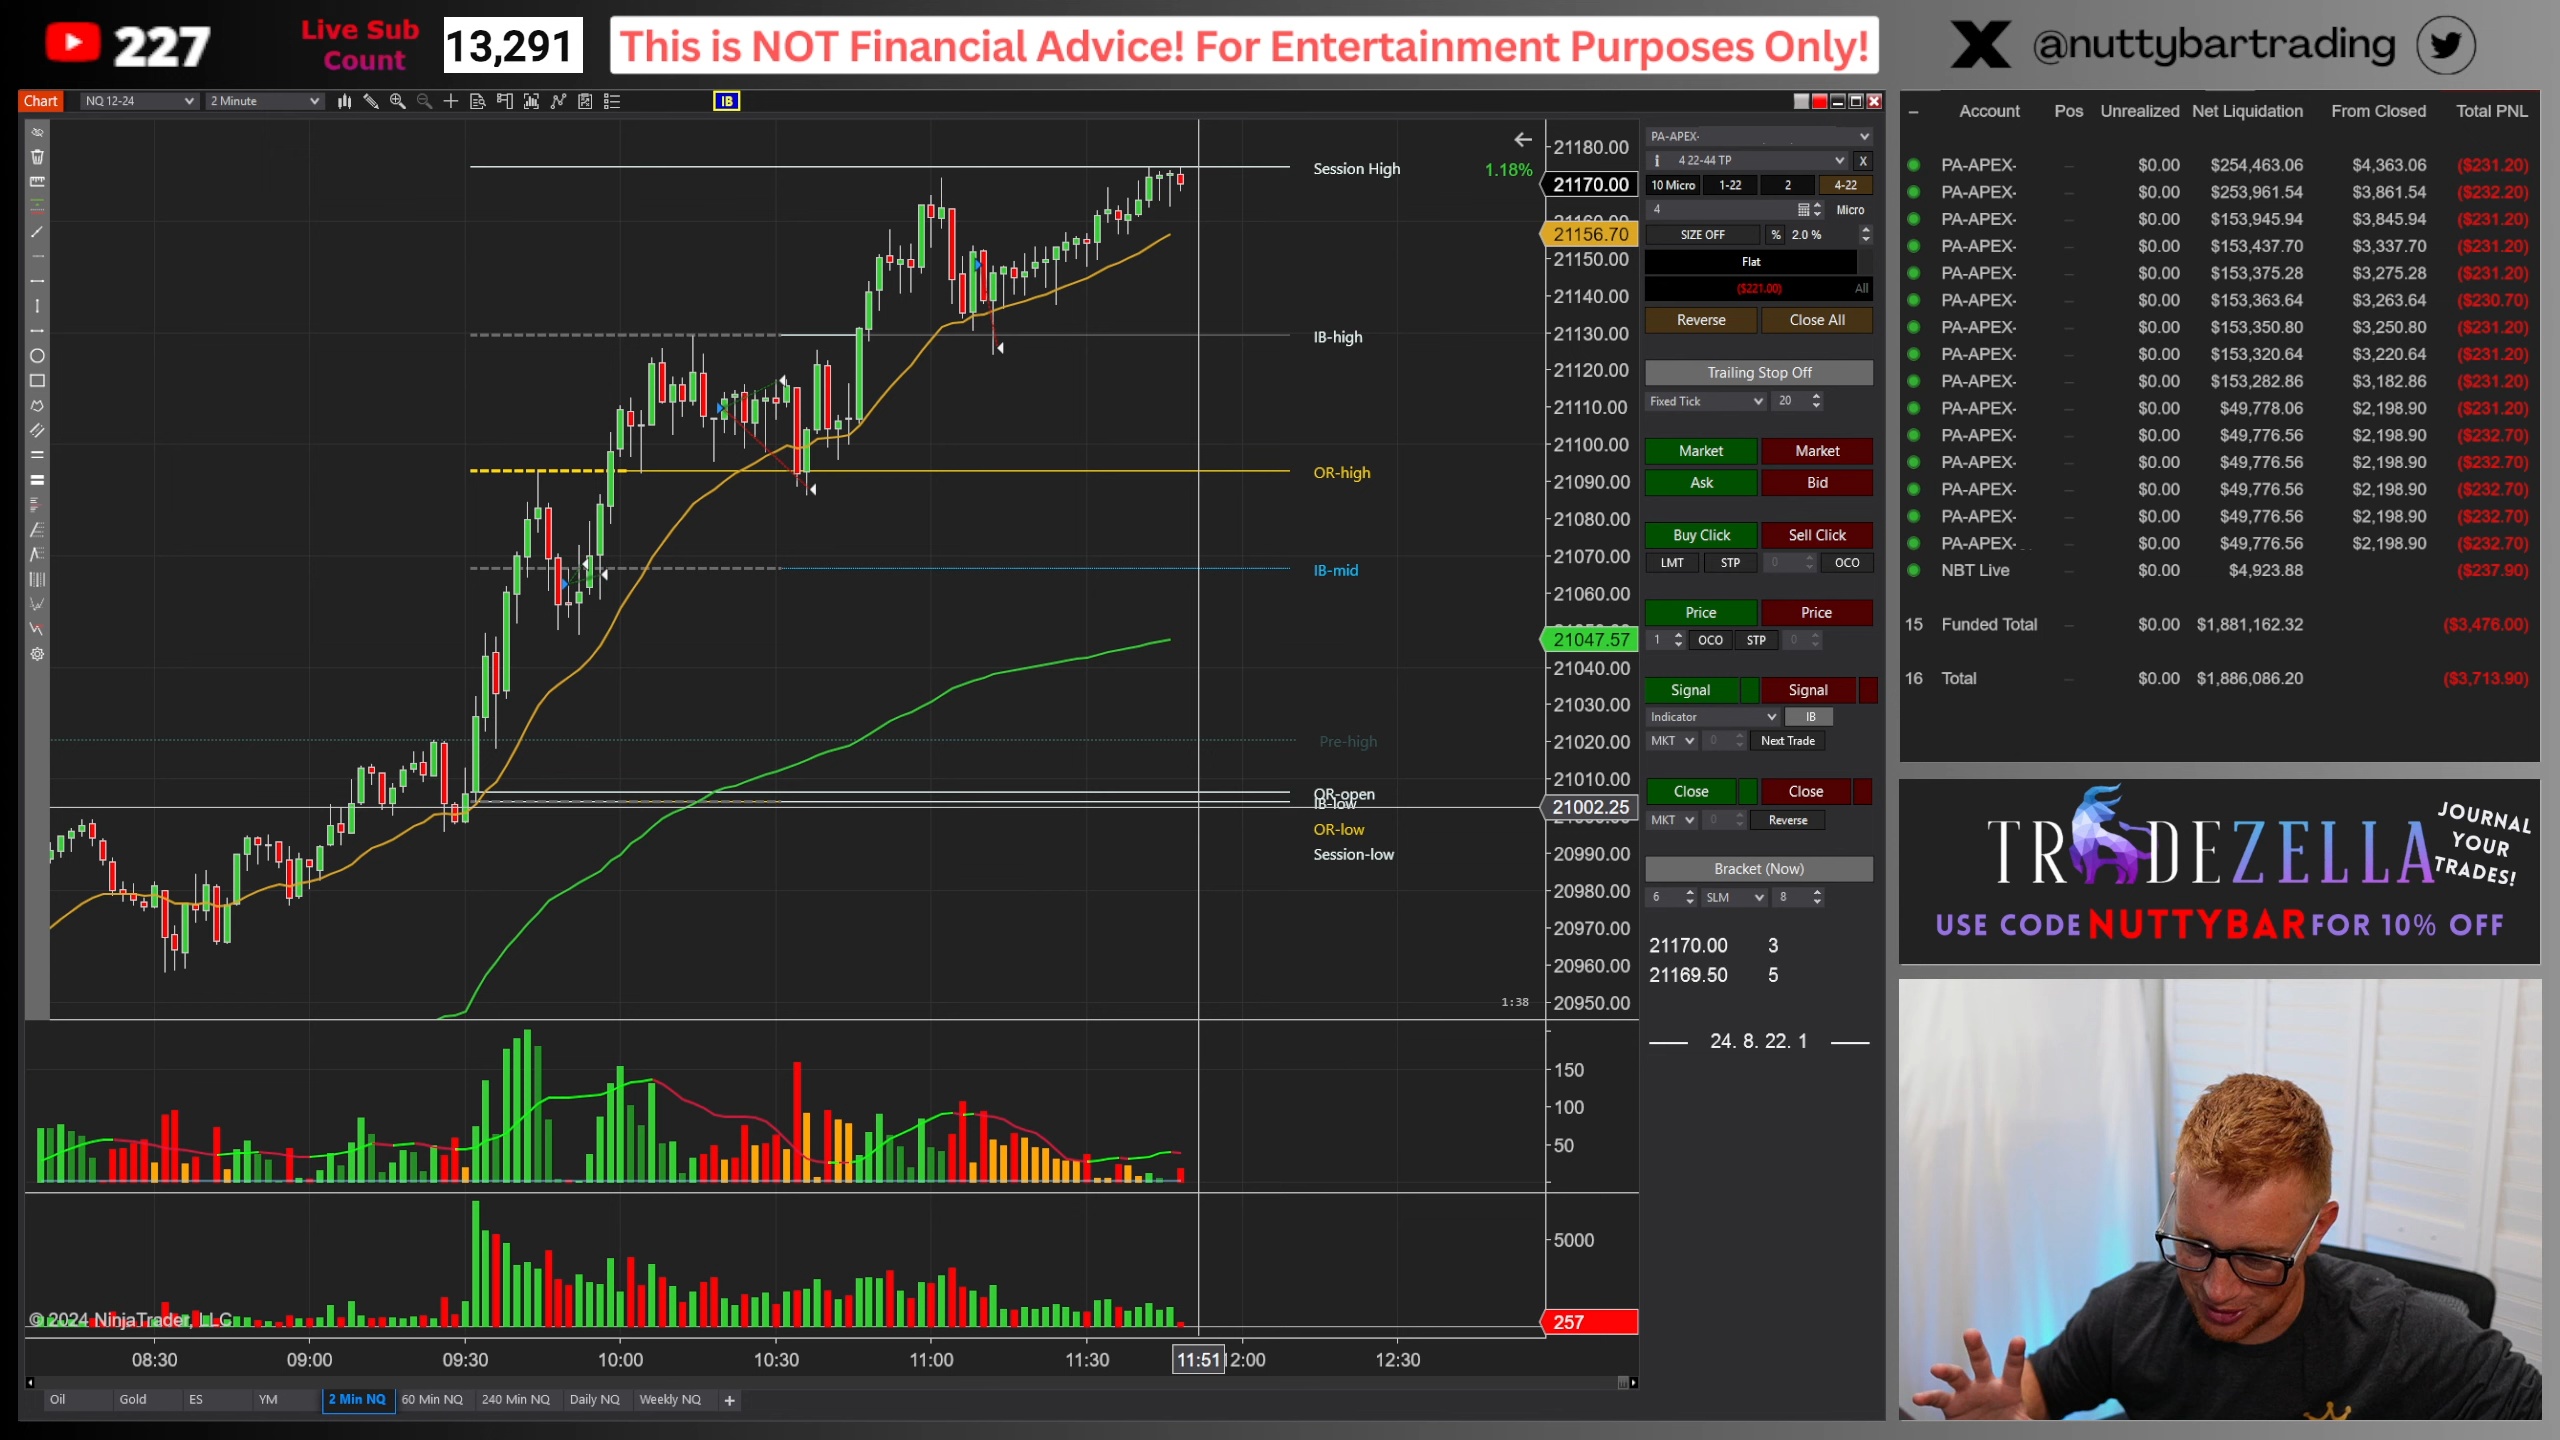 227
Live Sub
Count
13,291
This is NOT Financial Advice! For Entertainment Purposes Only!
X @nuttybartrading
Chart NQ 12-24 2 Minute IB
Session High 1.18%
IB-high
OR-high
IB-mid
Pre-high
OR-open
IB-low
OR-low
Session-low
1:38
21180.00
21170.00
21156.70
21150.00
21140.00
21130.00
21120.00
21110.00
21100.00
21090.00
21080.00
21070.00
21060.00
21047.57
21040.00
21030.00
21020.00
21010.00
21002.25
20990.00
20980.00
20970.00
20960.00
20950.00
150
100
50
5000
257
© 2024 NinjaTrader, LLC
08:30 09:00 09:30 10:00 10:30 11:00 11:30 11:51 12:00 12:30
Oil Gold ES YM 2 Min NQ 60 Min NQ 240 Min NQ Daily NQ Weekly NQ +
PA-APEX-
4 22-44 TP X
10 Micro 1-22 2 4-22
4 Micro
SIZE OFF % 2.0 %
Flat
($221.00) All
Reverse Close All
Trailing Stop Off
Fixed Tick 20
Market Market
Ask Bid
Buy Click Sell Click
LMT STP 0 OCO
Price Price
1 OCO STP 0
Signal Signal
Indicator IB
MKT 0 Next Trade
Close Close
MKT 0 Reverse
Bracket (Now)
6 SLM 8
21170.00 3
21169.50 5
24. 8. 22. 1
– Account Pos Unrealized Net Liquidation From Closed Total PNL
PA-APEX- – $0.00 $254,463.06 $4,363.06 ($231.20)
PA-APEX- – $0.00 $253,961.54 $3,861.54 ($232.20)
PA-APEX- – $0.00 $153,945.94 $3,845.94 ($231.20)
PA-APEX- – $0.00 $153,437.70 $3,337.70 ($231.20)
PA-APEX- – $0.00 $153,375.28 $3,275.28 ($231.20)
PA-APEX- – $0.00 $153,363.64 $3,263.64 ($230.70)
PA-APEX- – $0.00 $153,350.80 $3,250.80 ($231.20)
PA-APEX- – $0.00 $153,320.64 $3,220.64 ($231.20)
PA-APEX- – $0.00 $153,282.86 $3,182.86 ($231.20)
PA-APEX- – $0.00 $49,778.06 $2,198.90 ($231.20)
PA-APEX- – $0.00 $49,776.56 $2,198.90 ($232.70)
PA-APEX- – $0.00 $49,776.56 $2,198.90 ($232.70)
PA-APEX- – $0.00 $49,776.56 $2,198.90 ($232.70)
PA-APEX- – $0.00 $49,776.56 $2,198.90 ($232.70)
PA-APEX- – $0.00 $49,776.56 $2,198.90 ($232.70)
NBT Live – $0.00 $4,923.88 ($237.90)
15 Funded Total – $0.00 $1,881,162.32 ($3,476.00)
16 Total – $0.00 $1,886,086.20 ($3,713.90)
TRADEZELLA
JOURNAL
YOUR
TRADES!
USE CODE NUTTYBAR FOR 10% OFF